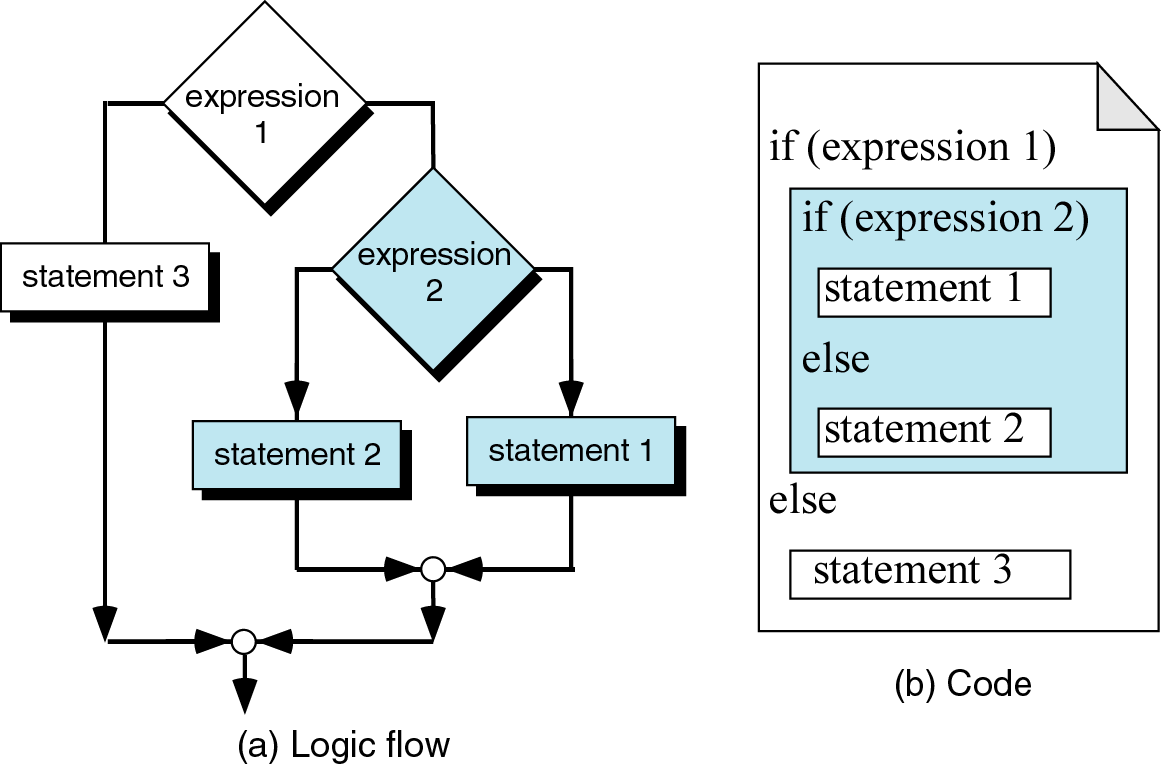 expression
1
expression
2
statement 3
statement 2
statement 1
(a) Logic flow
if (expression 1)
if (expression 2)
statement 1
else
statement 2
else
statement 3
(b) Code